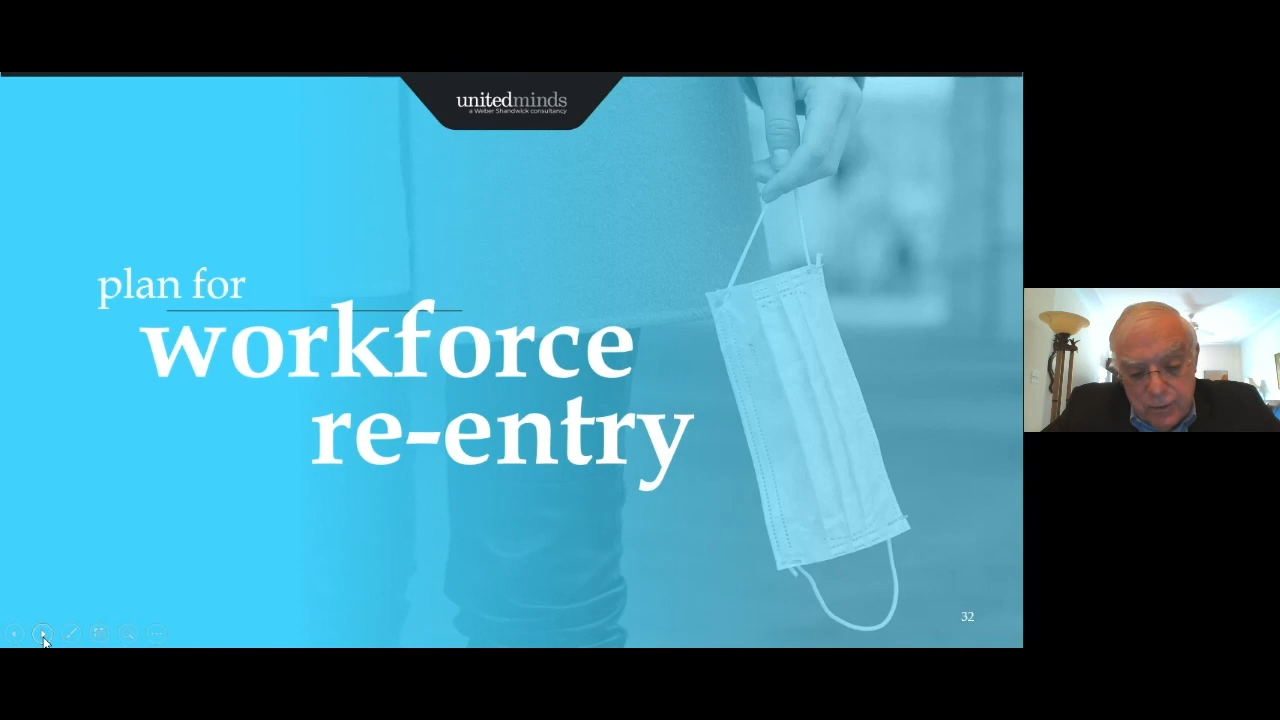 unitedminds
a Weber Shandwick consultancy
plan for
workforce
re-entry
32